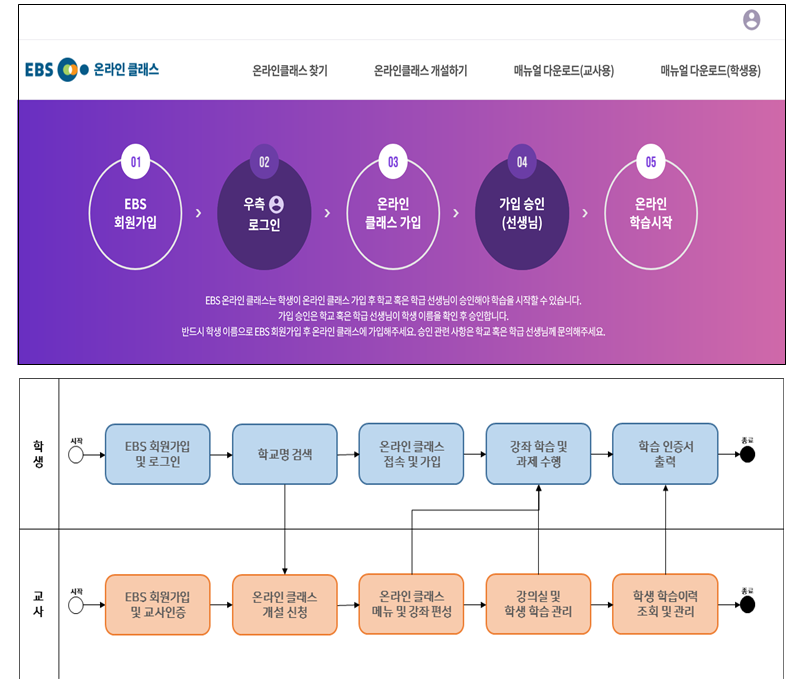 EBS 온라인 클래스
온라인클래스 찾기
온라인클래스 개설하기
매뉴얼 다운로드(교사용)
매뉴얼 다운로드(학생용)
01
EBS
회원가입
02
우측
로그인
03
온라인
클래스 가입
04
가입 승인
(선생님)
05
온라인
학습시작
EBS 온라인 클래스는 학생이 온라인 클래스 가입 후 학교 혹은 학급 선생님이 승인해야 학습을 시작할 수 있습니다.
가입 승인은 학교 혹은 학급 선생님이 학생 이름을 확인 후 승인합니다.
반드시 학생 이름으로 EBS 회원가입 후 온라인 클래스에 가입해주세요. 승인 관련 사항은 학교 혹은 학급 선생님께 문의해주세요.
학생
시작
EBS 회원가입
및 로그인
학교명 검색
온라인 클래스
접속 및 가입
강좌 학습 및
과제 수행
학습 인증서
출력
종료
교사
시작
EBS 회원가입
및 교사인증
온라인 클래스
개설 신청
온라인 클래스
메뉴 및 강좌 편성
강의실 및
학생 학습 관리
학생 학습이력
조회 및 관리
종료